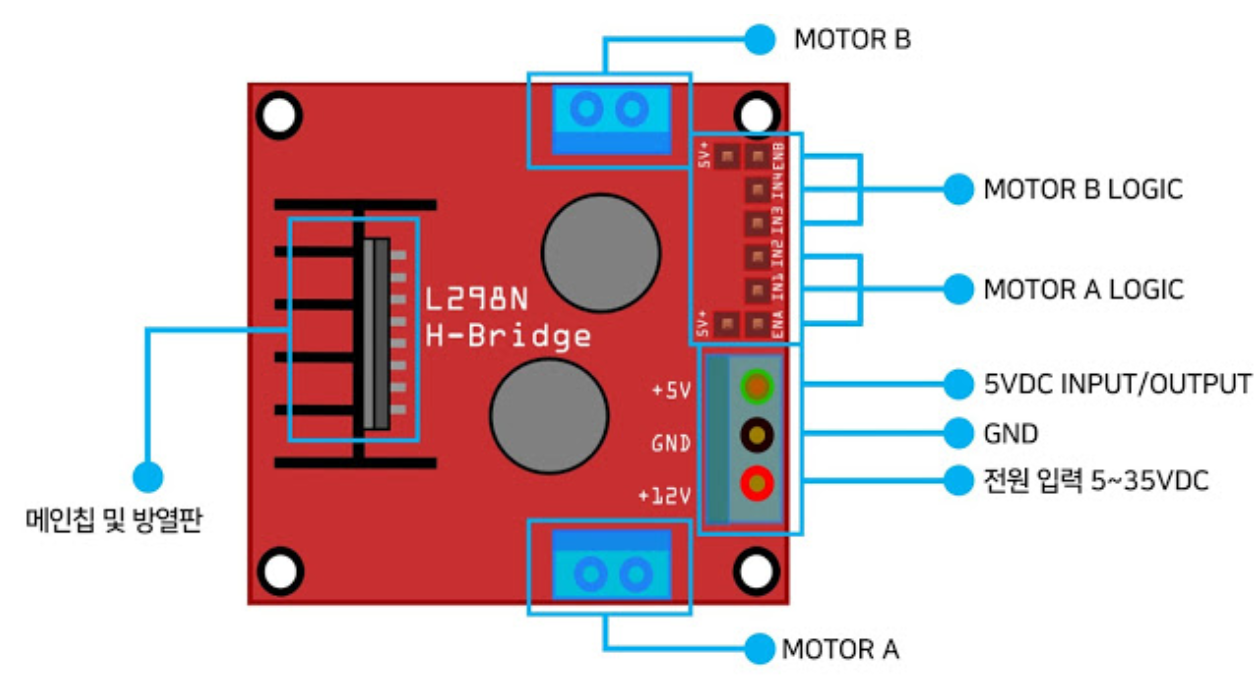 MOTOR B
5V+
ENB
IN4
IN3
IN2
IN1
5V+
ENA
MOTOR B LOGIC
MOTOR A LOGIC
L298N
H-Bridge
+5V
GND
+12V
5VDC INPUT/OUTPUT
GND
전원 입력 5~35VDC
메인칩 및 방열판
MOTOR A